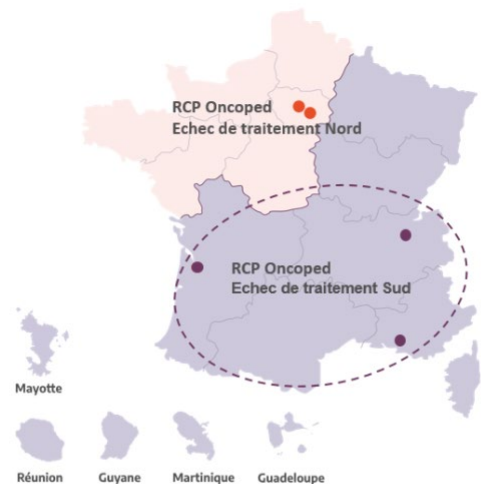 RCP Oncoped
Echec de traitement Nord
RCP Oncoped
Echec de traitement Sud
Mayotte
Réunion
Guyane
Martinique
Guadeloupe